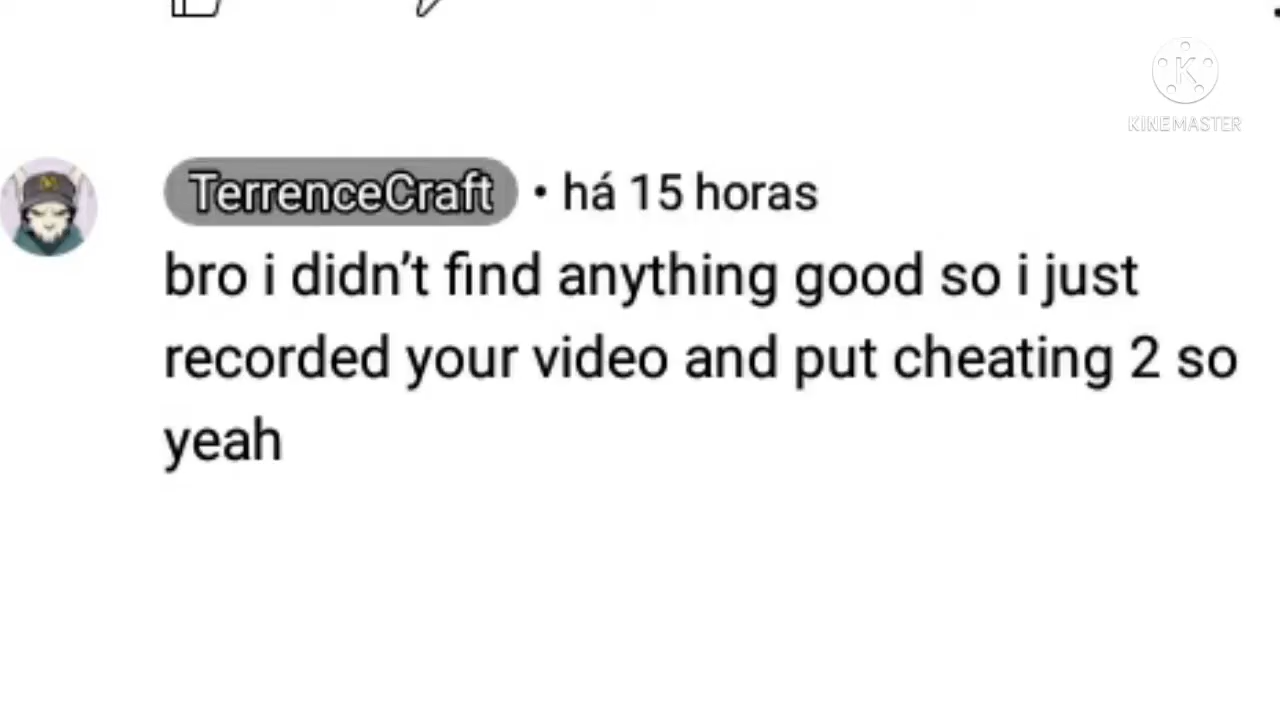 KINEMASTER
TerrenceCraft • há 15 horas
bro i didn't find anything good so i just
recorded your video and put cheating 2 so
yeah